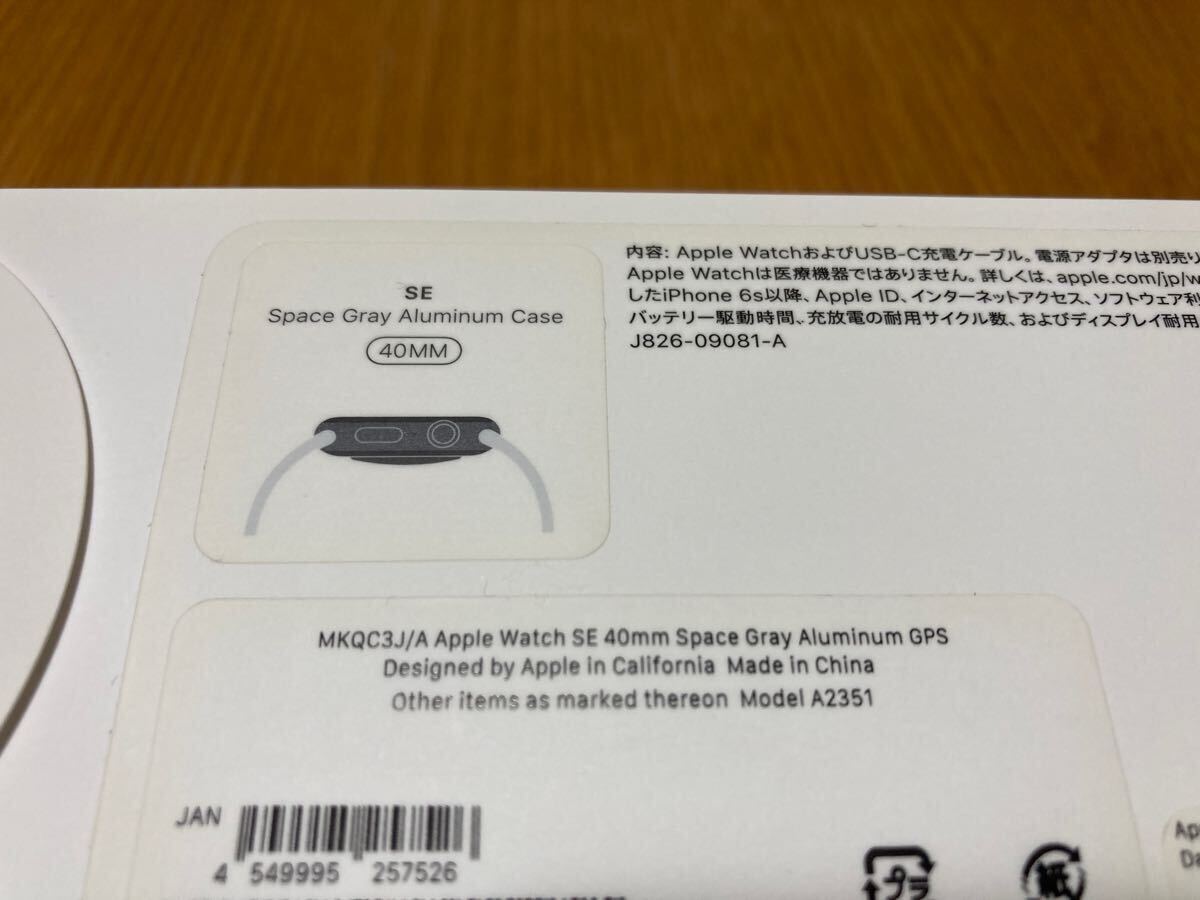 SE
Space Gray Aluminum Case
40MM
内容: Apple WatchおよびUSB-C充電ケーブル。電源アダプタは別売り
Apple Watchは医療機器ではありません。詳しくは、apple.com/jp/w
したiPhone 6s以降、Apple ID、インターネットアクセス、ソフトウェア利
バッテリー駆動時間、充放電の耐用サイクル数、およびディスプレイ耐用
J826-09081-A
MKQC3J/A Apple Watch SE 40mm Space Gray Aluminum GPS
Designed by Apple in California Made in China
Other items as marked thereon Model A2351
JAN
4 549995 257526
プラ
紙
Ap
Da